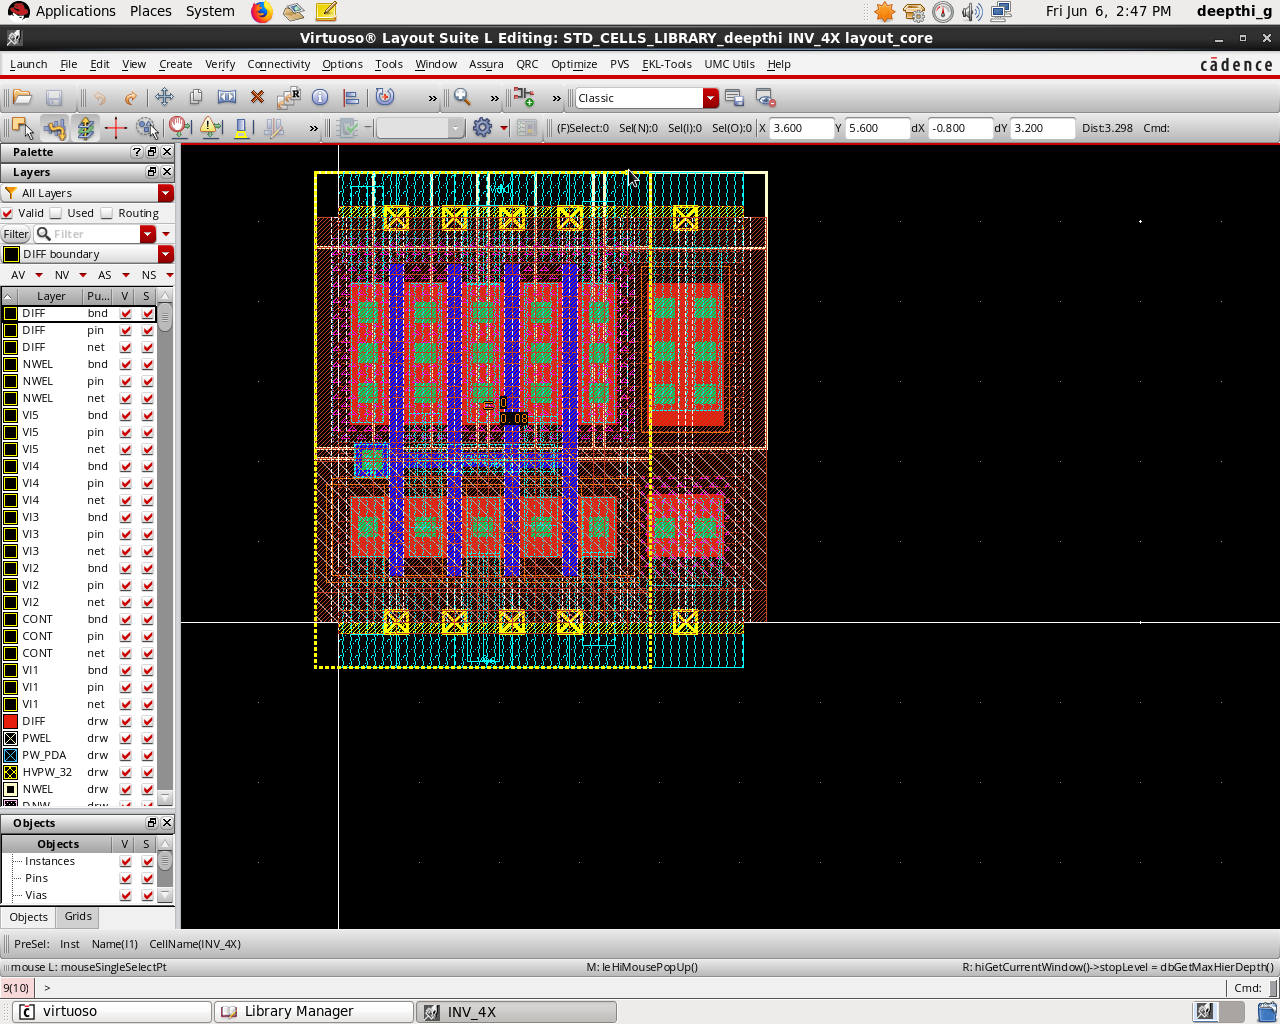 Applications Places System Fri Jun 6, 2:47 PM deepthi_g
Virtuoso® Layout Suite L Editing: STD_CELLS_LIBRARY_deepthi INV_4X layout_core
Launch File Edit View Create Verify Connectivity Options Tools Window Assura QRC Optimize PVS EKL-Tools UMC Utils Help cādence
» » » Classic
» (F)Select:0 Sel(N):0 Sel(I):0 Sel(O):0 X 3.600 Y 5.600 dX -0.800 dY 3.200 Dist:3.298 Cmd:
Palette
Layers
All Layers
Valid Used Routing
Filter Filter
DIFF boundary
AV NV AS NS
Layer Pu... V S
DIFF bnd
DIFF pin
DIFF net
NWEL bnd
NWEL pin
NWEL net
VI5 bnd
VI5 pin
VI5 net
VI4 bnd
VI4 pin
VI4 net
VI3 bnd
VI3 pin
VI3 net
VI2 bnd
VI2 pin
VI2 net
CONT bnd
CONT pin
CONT net
VI1 bnd
VI1 pin
VI1 net
DIFF drw
PWEL drw
PW_PDA drw
HVPW_32 drw
NWEL drw
DNW drw
0
0.08
Objects
Objects V S
Instances
Pins
Vias
Objects Grids
PreSel: Inst Name(I1) CellName(INV_4X)
mouse L: mouseSingleSelectPt M: leHiMousePopUp() R: hiGetCurrentWindow()->stopLevel = dbGetMaxHierDepth()
9(10) > Cmd:
virtuoso Library Manager INV_4X